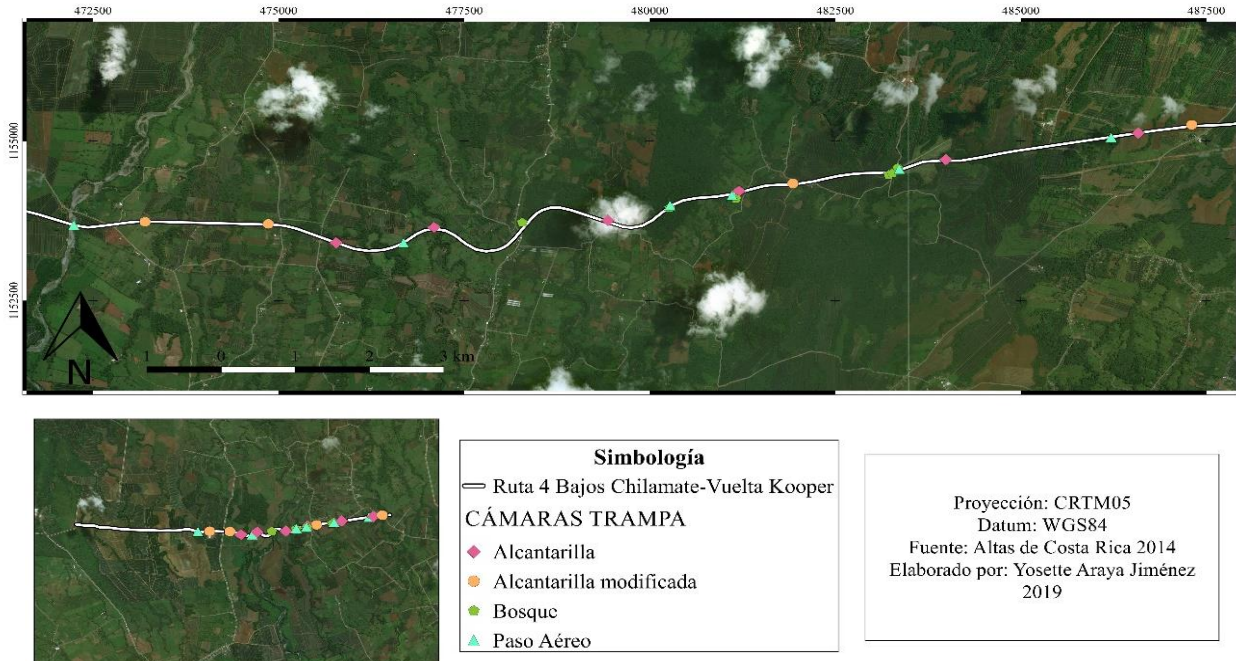 472500 475000 477500 480000 482500 485000 487500
1155000
1152500
N
1 0 1 2 3 km
Simbología
Ruta 4 Bajos Chilamate-Vuelta Kooper
CÁMARAS TRAMPA
Alcantarilla
Alcantarilla modificada
Bosque
Paso Aéreo
Proyección: CRTM05
Datum: WGS84
Fuente: Altas de Costa Rica 2014
Elaborado por: Yosette Araya Jiménez
2019